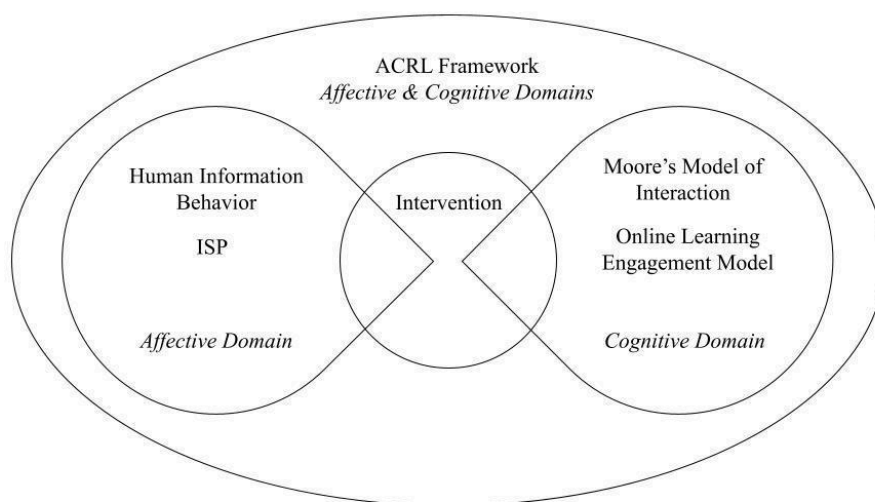 ACRL Framework
Affective & Cognitive Domains
Human Information
Behavior
ISP
Affective Domain
Intervention
Moore's Model of
Interaction
Online Learning
Engagement Model
Cognitive Domain